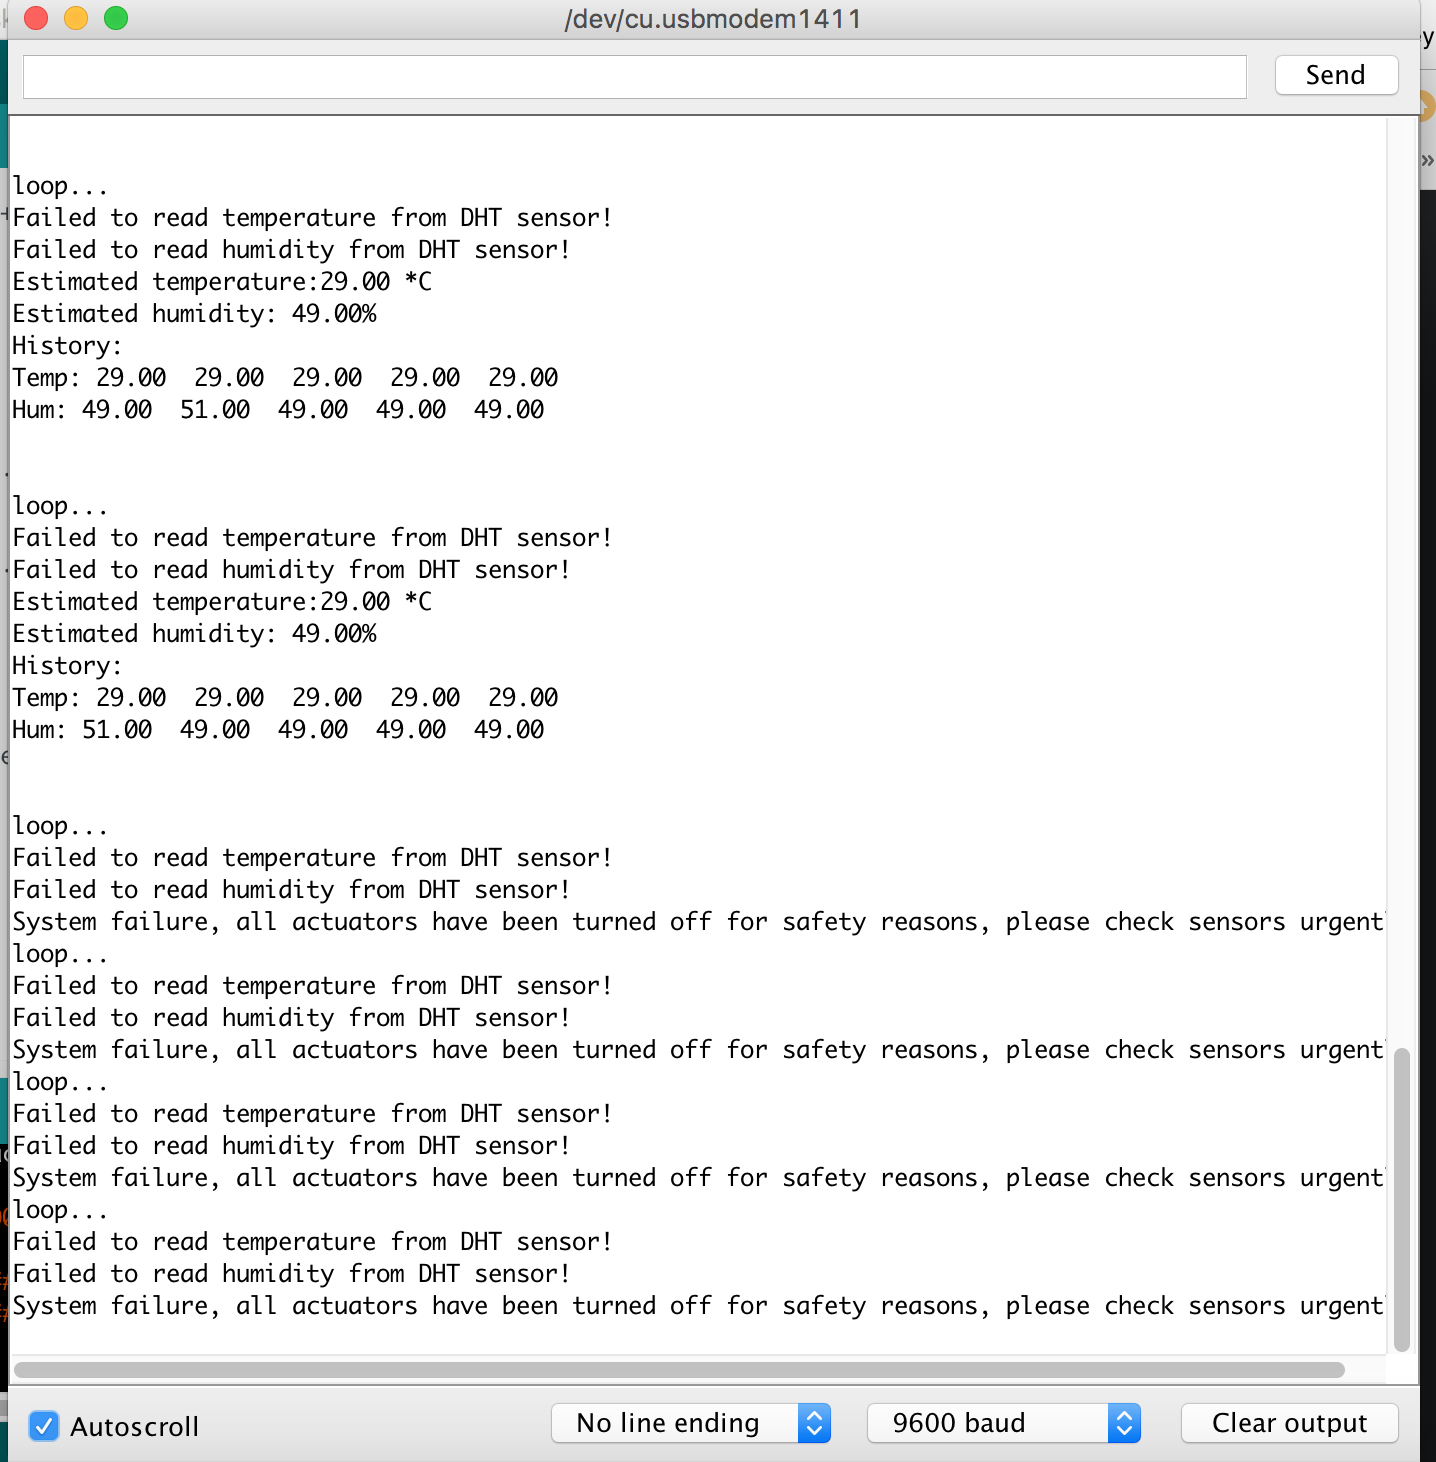 /dev/cu.usbmodem1411
Send
loop...
Failed to read temperature from DHT sensor!
Failed to read humidity from DHT sensor!
Estimated temperature:29.00 *C
Estimated humidity: 49.00%
History:
Temp: 29.00  29.00  29.00  29.00  29.00
Hum: 49.00  51.00  49.00  49.00  49.00
loop...
Failed to read temperature from DHT sensor!
Failed to read humidity from DHT sensor!
Estimated temperature:29.00 *C
Estimated humidity: 49.00%
History:
Temp: 29.00  29.00  29.00  29.00  29.00
Hum: 51.00  49.00  49.00  49.00  49.00
loop...
Failed to read temperature from DHT sensor!
Failed to read humidity from DHT sensor!
System failure, all actuators have been turned off for safety reasons, please check sensors urgent
loop...
Failed to read temperature from DHT sensor!
Failed to read humidity from DHT sensor!
System failure, all actuators have been turned off for safety reasons, please check sensors urgent
loop...
Failed to read temperature from DHT sensor!
Failed to read humidity from DHT sensor!
System failure, all actuators have been turned off for safety reasons, please check sensors urgent
loop...
Failed to read temperature from DHT sensor!
Failed to read humidity from DHT sensor!
System failure, all actuators have been turned off for safety reasons, please check sensors urgent
Autoscroll
No line ending
9600 baud
Clear output